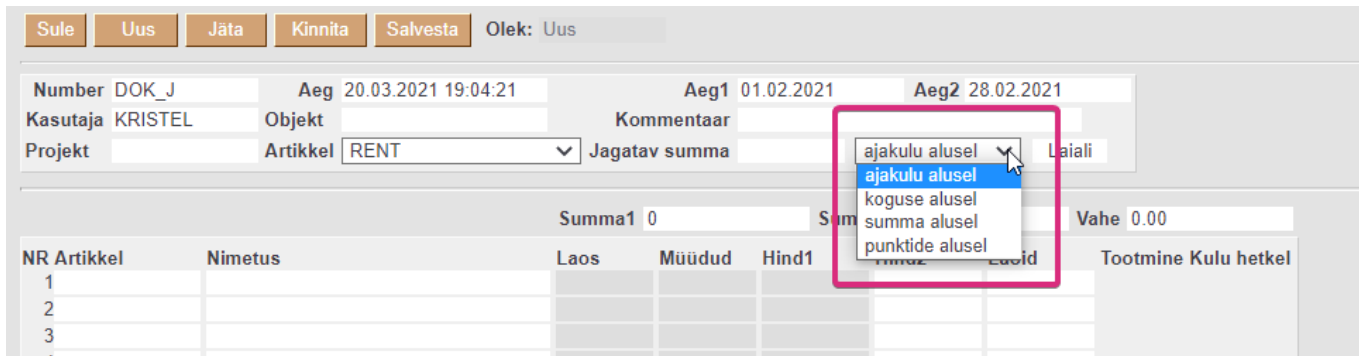 Sule Uus Jäta Kinnita Salvesta Olek: Uus
Number DOK_J Aeg 20.03.2021 19:04:21 Aeg1 01.02.2021 Aeg2 28.02.2021
Kasutaja KRISTEL Objekt Kommentaar
Projekt Artikkel RENT Jagatav summa ajakulu alusel Laiali
ajakulu alusel
koguse alusel
Summa1 0 summa alusel Vahe 0.00
punktide alusel
NR Artikkel Nimetus Laos Müüdud Hind1 Tootmine Kulu hetkel
1
2
3